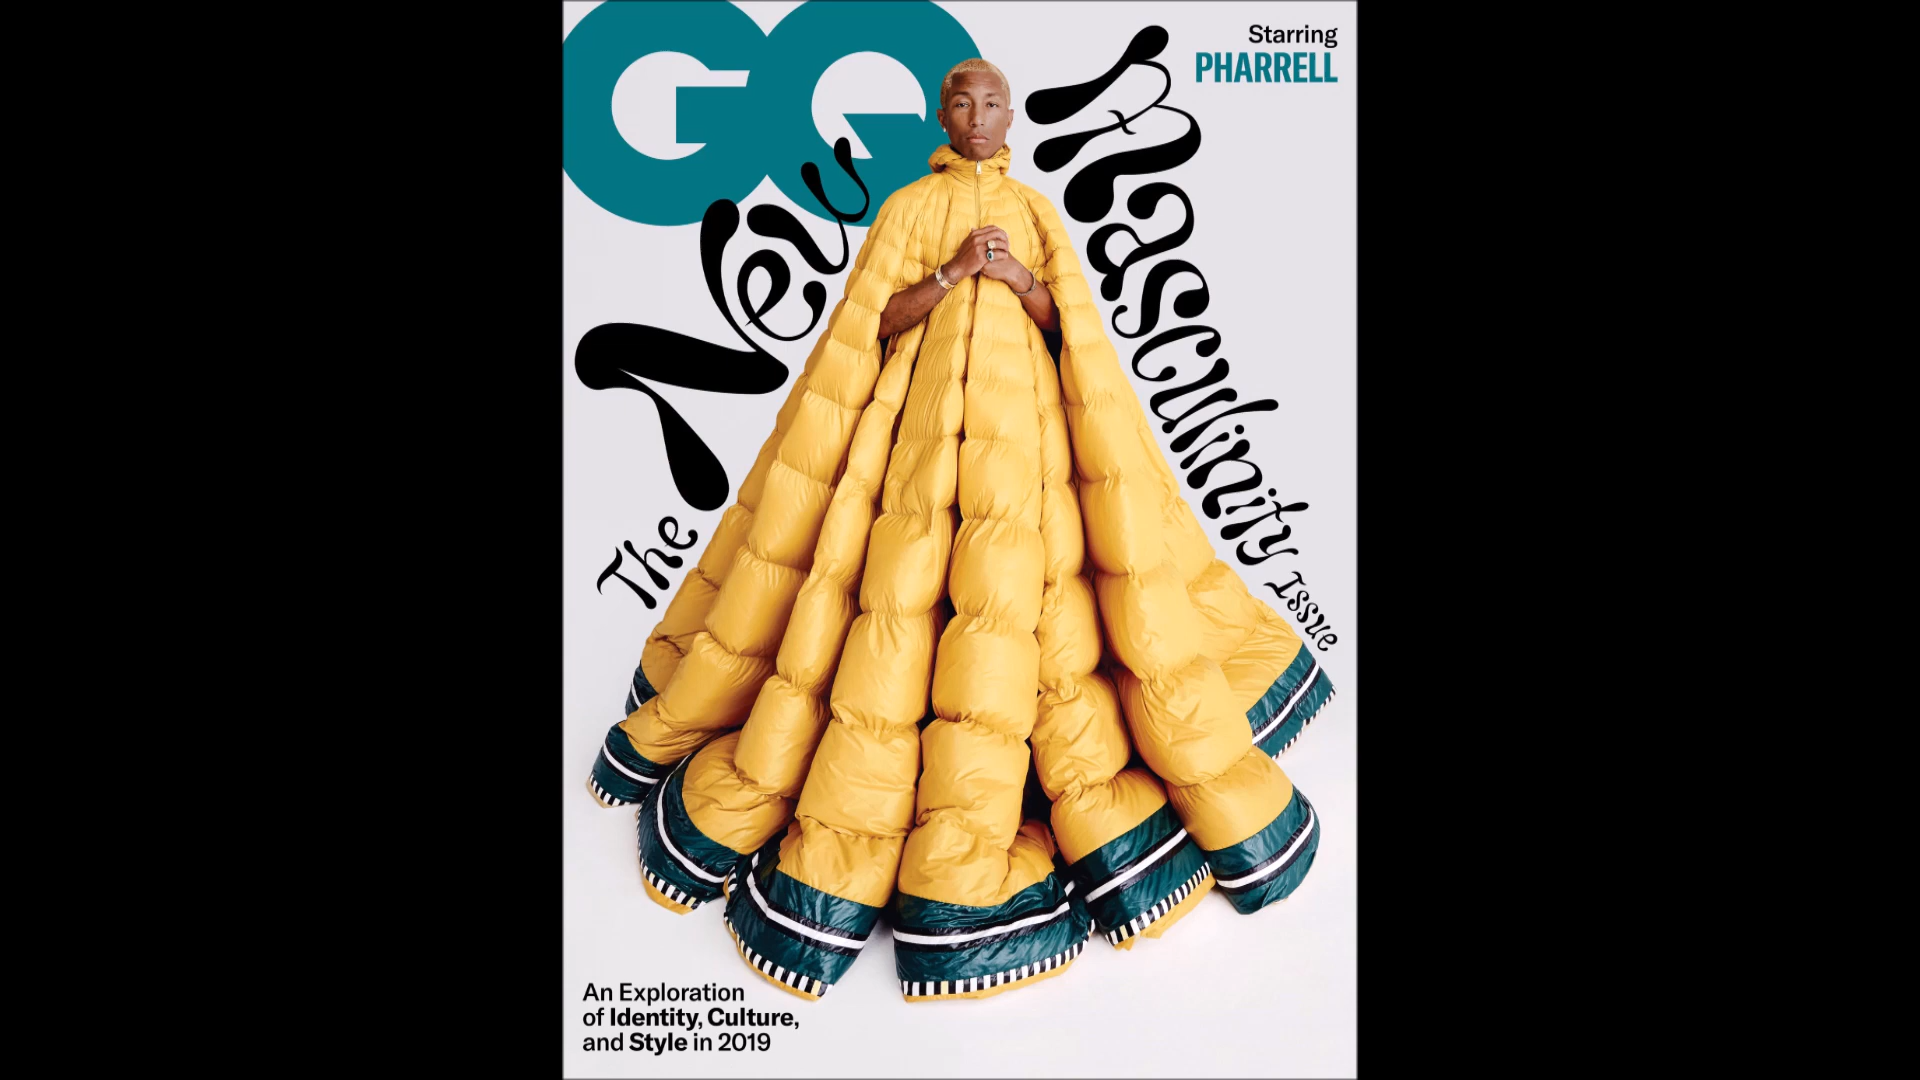 GQ
Starring
PHARRELL
The New
Masculinity Issue
An Exploration
of Identity, Culture,
and Style in 2019